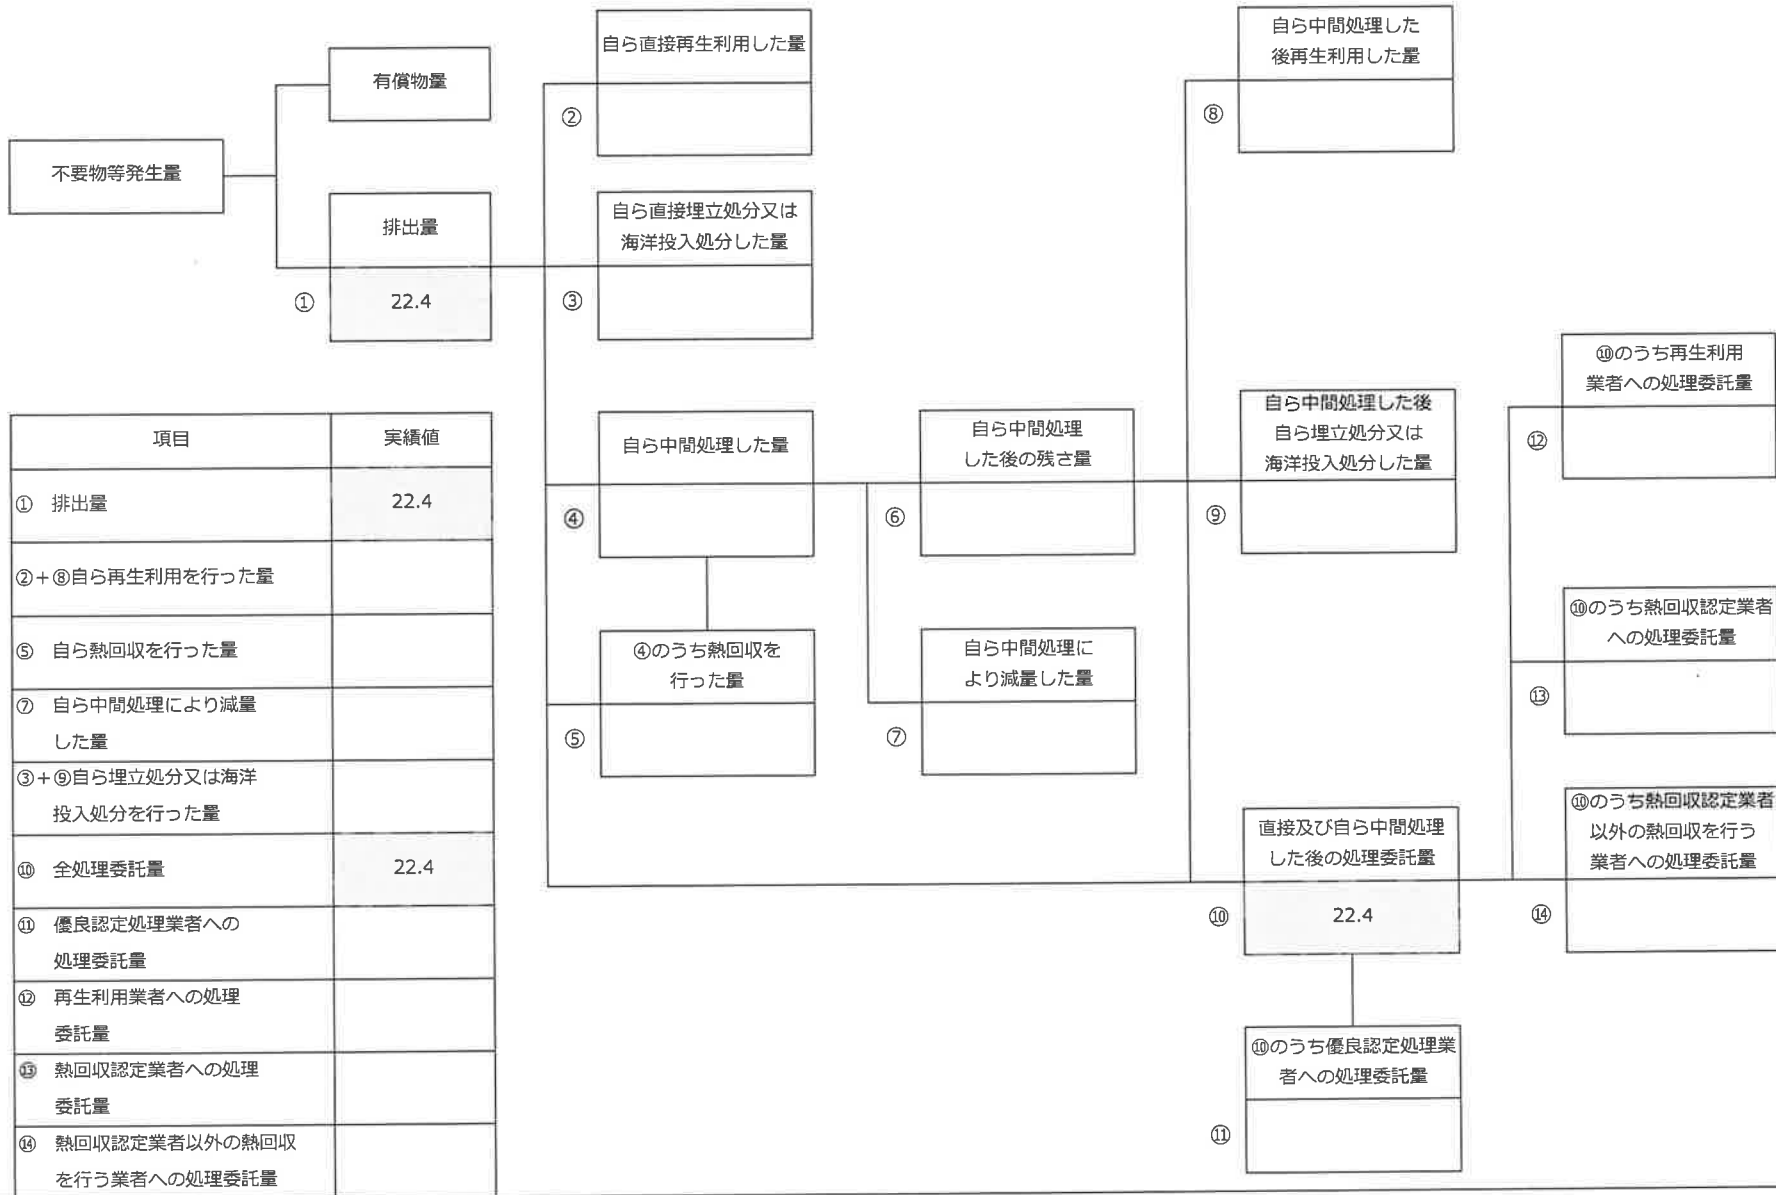 不要物等発生量
有償物量
排出量
① 22.4
自ら直接再生利用した量
②
自ら直接埋立処分又は
海洋投入処分した量
③
自ら中間処理した量
④
④のうち熱回収を
行った量
⑤
自ら中間処理
した後の残さ量
⑥
自ら中間処理に
より減量した量
⑦
自ら中間処理した
後再生利用した量
⑧
自ら中間処理した後
自ら埋立処分又は
海洋投入処分した量
⑨
直接及び自ら中間処理
した後の処理委託量
⑩ 22.4
⑩のうち優良認定処理業
者への処理委託量
⑪
⑩のうち再生利用
業者への処理委託量
⑫
⑩のうち熱回収認定業者
への処理委託量
⑬
⑩のうち熱回収認定業者
以外の熱回収を行う
業者への処理委託量
⑭
項目 実績値
① 排出量 22.4
②+⑧自ら再生利用を行った量
⑤ 自ら熱回収を行った量
⑦ 自ら中間処理により減量
した量
③+⑨自ら埋立処分又は海洋
投入処分を行った量
⑩ 全処理委託量 22.4
⑪ 優良認定処理業者への
処理委託量
⑫ 再生利用業者への処理
委託量
⑬ 熱回収認定業者への処理
委託量
⑭ 熱回収認定業者以外の熱回収
を行う業者への処理委託量